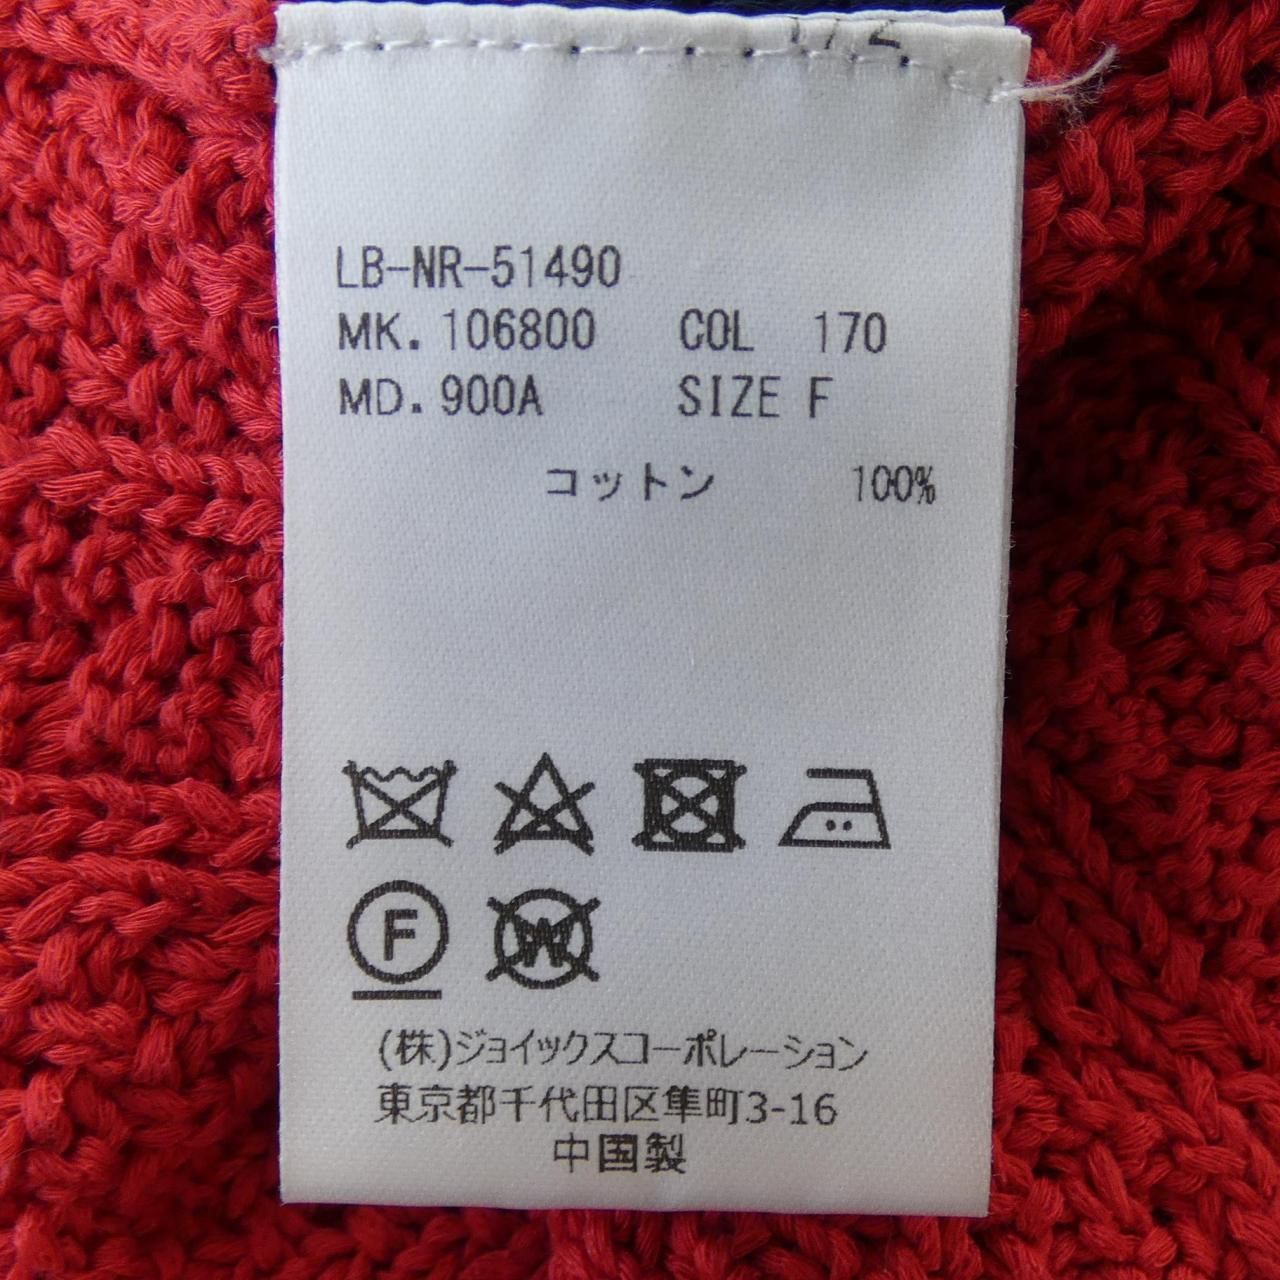 LB-NR-51490
MK.106800 COL 170
MD.900A SIZE F
コットン 100%
F
W
(株)ジョイックスコーポレーション
東京都千代田区隼町3-16
中国製